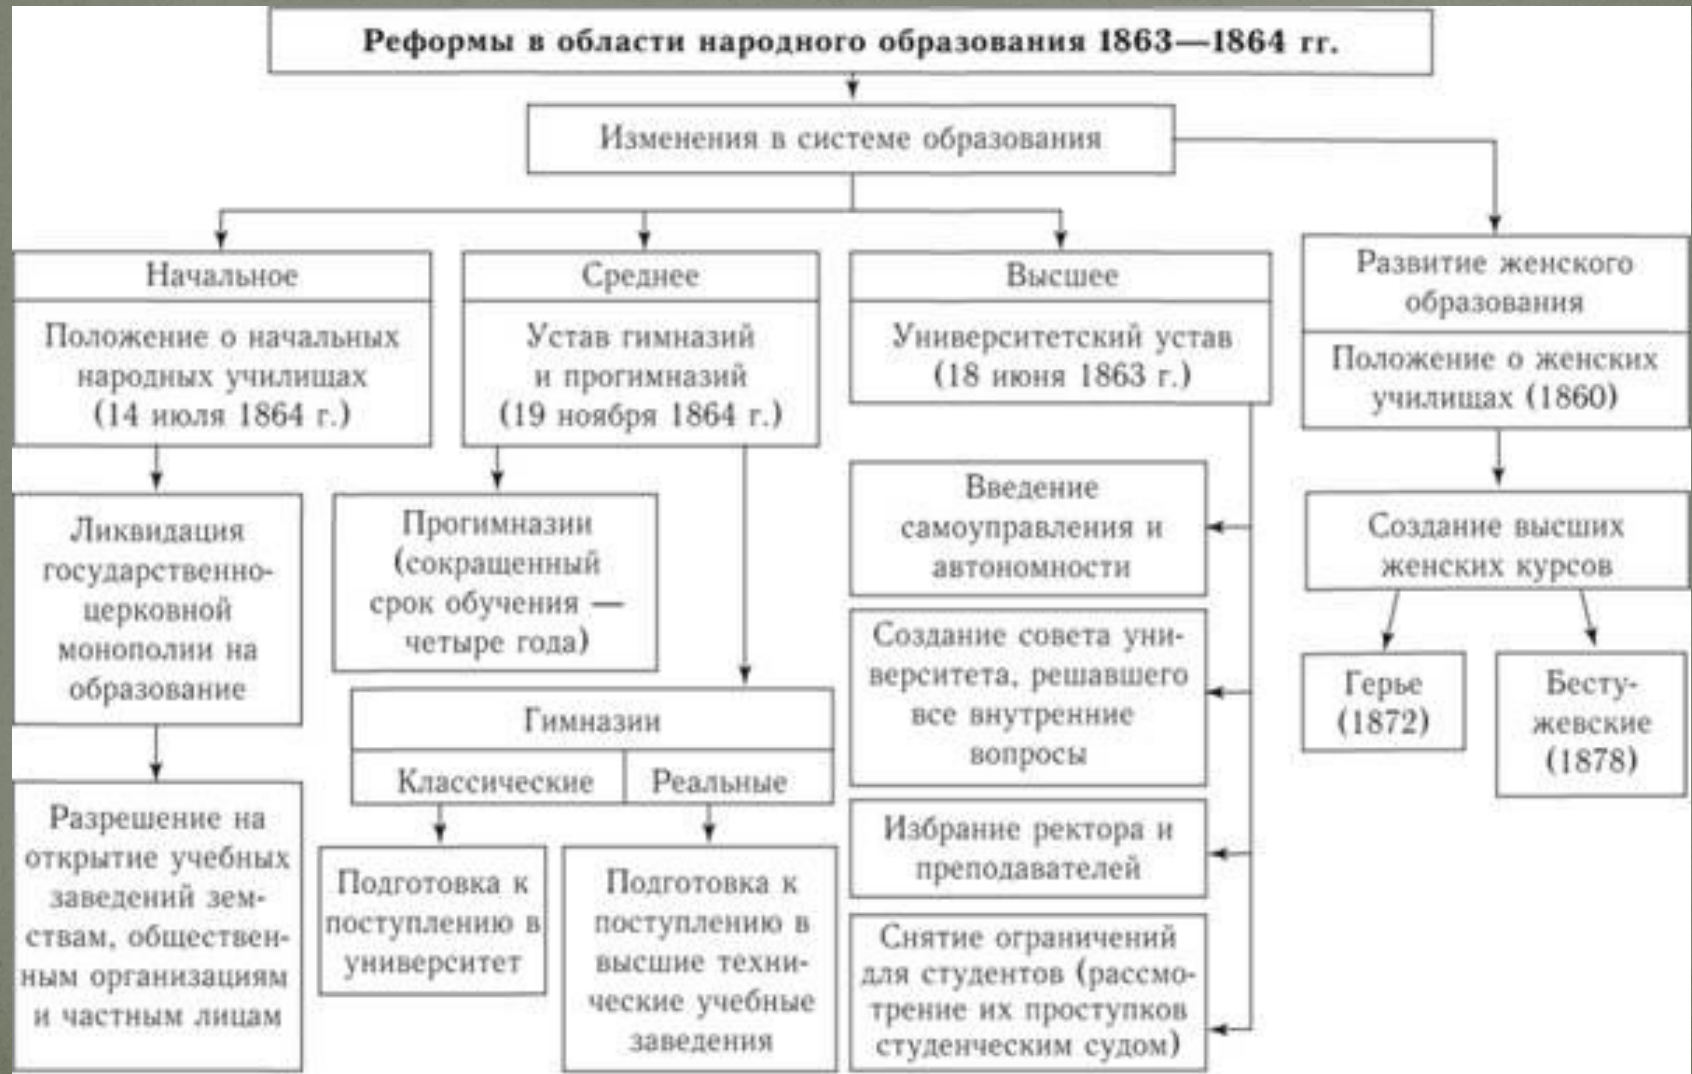 Реформы в области народного образования 1863—1864 гг.
Изменения в системе образования
Начальное
Положение о начальных
народных училищах
(14 июля 1864 г.)
Ликвидация
государственно-
церковной
монополии на
образование
Разрешение на
открытие учебных
заведений зем-
ствам, обществен-
ным организациям
и частным лицам
Среднее
Устав гимназий
и прогимназий
(19 ноября 1864 г.)
Прогимназии
(сокращенный
срок обучения —
четыре года)
Гимназии
Классические
Реальные
Подготовка к
поступлению в
университет
Подготовка к
поступлению в
высшие техни-
ческие учебные
заведения
Высшее
Университетский устав
(18 июня 1863 г.)
Введение
самоуправления и
автономности
Создание совета уни-
верситета, решавшего
все внутренние
вопросы
Избрание ректора и
преподавателей
Снятие ограничений
для студентов (рассмо-
трение их проступков
студенческим судом)
Развитие женского
образования
Положение о женских
училищах (1860)
Создание высших
женских курсов
Герье
(1872)
Бесту-
жевские
(1878)